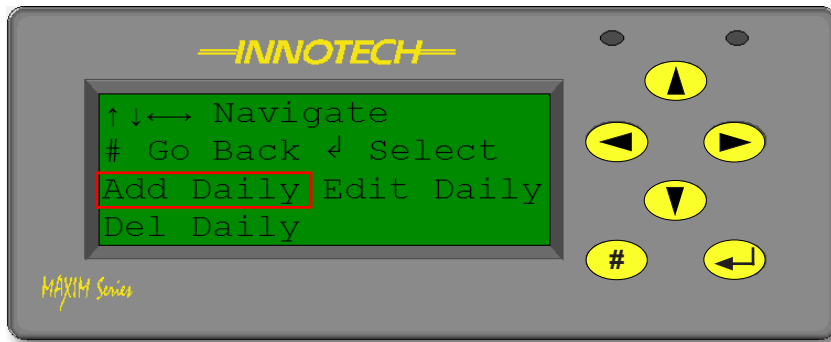 INNOTECH
↑↓←→ Navigate
# Go Back ↲ Select
Add Daily Edit Daily
Del Daily
#
MAXIM Series